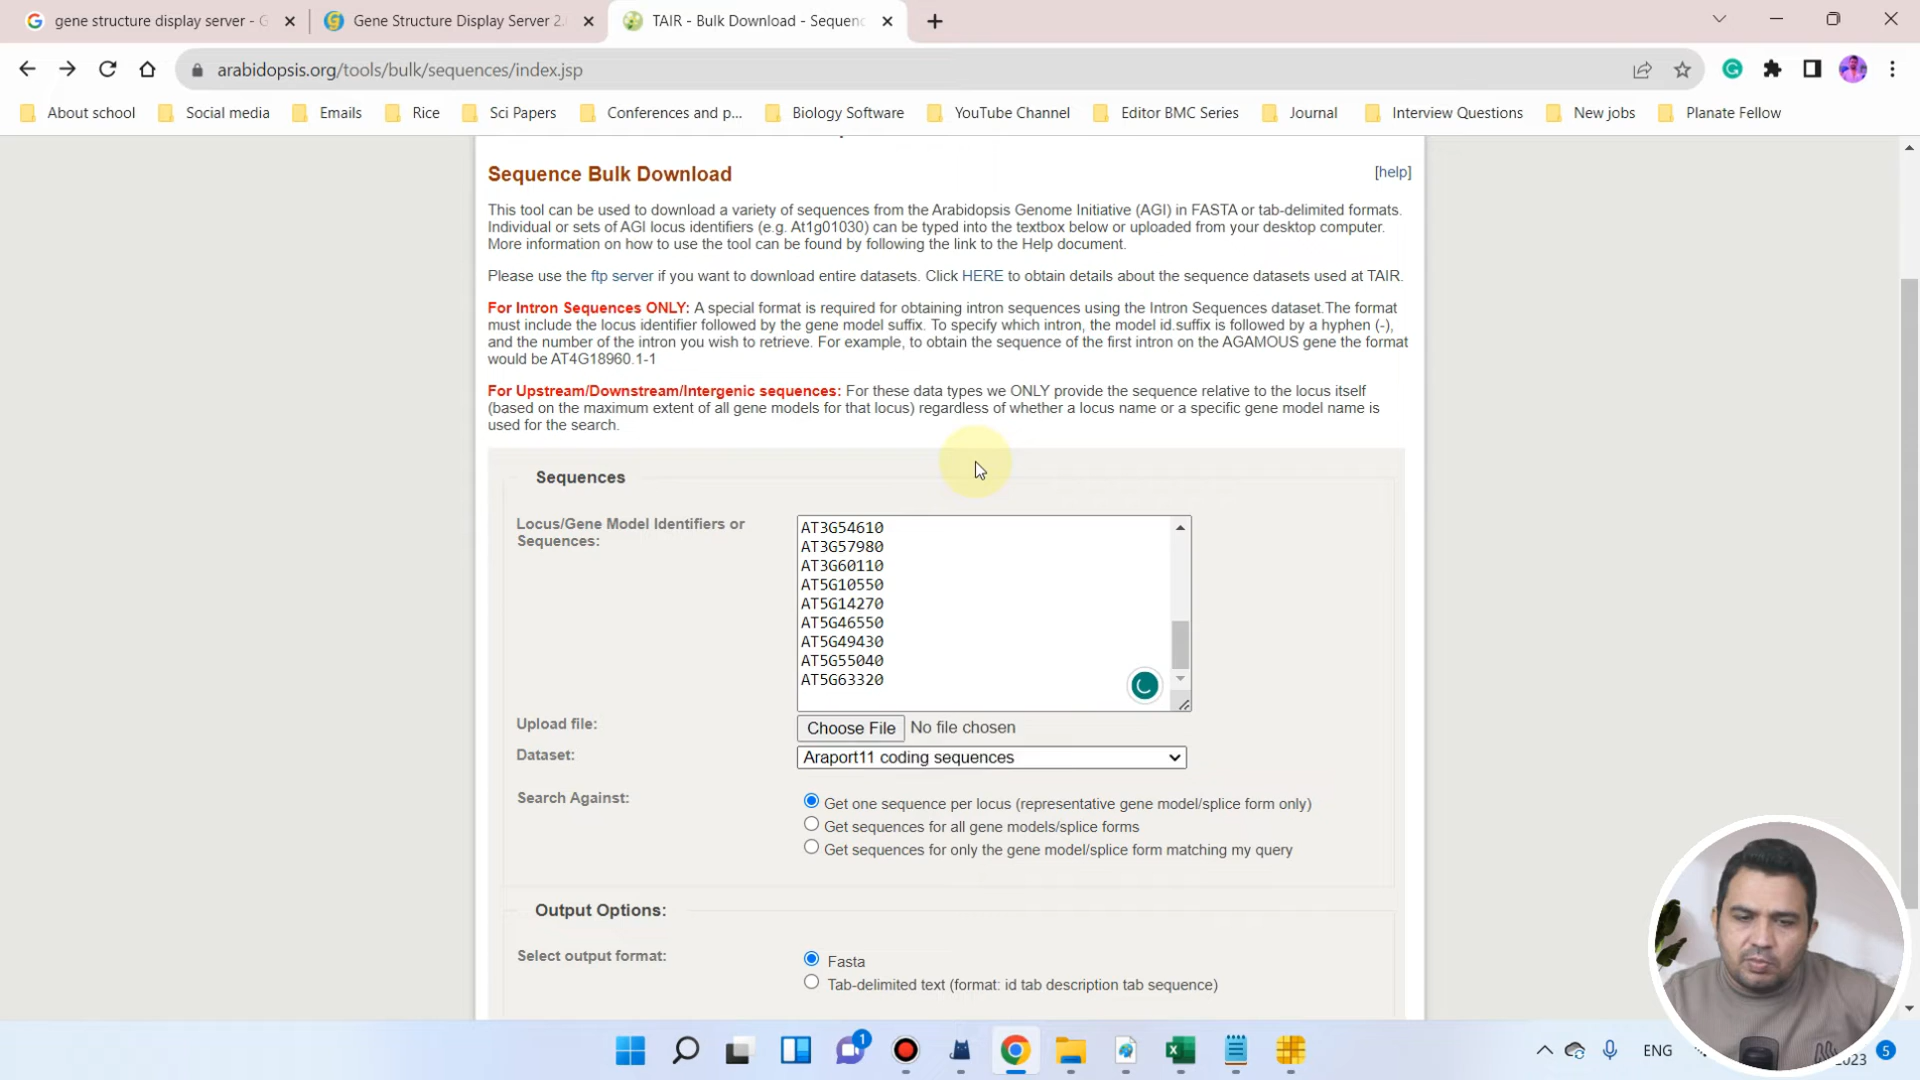 gene structure display server - G
Gene Structure Display Server 2.
TAIR - Bulk Download - Sequenc
arabidopsis.org/tools/bulk/sequences/index.jsp
About school
Social media
Emails
Rice
Sci Papers
Conferences and p...
Biology Software
YouTube Channel
Editor BMC Series
Journal
Interview Questions
New jobs
Planate Fellow
Sequence Bulk Download
[help]
This tool can be used to download a variety of sequences from the Arabidopsis Genome Initiative (AGI) in FASTA or tab-delimited formats.
Individual or sets of AGI locus identifiers (e.g. At1g01030) can be typed into the textbox below or uploaded from your desktop computer.
More information on how to use the tool can be found by following the link to the Help document.
Please use the ftp server if you want to download entire datasets. Click HERE to obtain details about the sequence datasets used at TAIR.
For Intron Sequences ONLY: A special format is required for obtaining intron sequences using the Intron Sequences dataset.The format
must include the locus identifier followed by the gene model suffix. To specify which intron, the model id.suffix is followed by a hyphen (-),
and the number of the intron you wish to retrieve. For example, to obtain the sequence of the first intron on the AGAMOUS gene the format
would be AT4G18960.1-1
For Upstream/Downstream/Intergenic sequences: For these data types we ONLY provide the sequence relative to the locus itself
(based on the maximum extent of all gene models for that locus) regardless of whether a locus name or a specific gene model name is
used for the search.
Sequences
Locus/Gene Model Identifiers or
Sequences:
AT3G54610
AT3G57980
AT3G60110
AT5G10550
AT5G14270
AT5G46550
AT5G49430
AT5G55040
AT5G63320
Upload file:
Choose File No file chosen
Dataset:
Araport11 coding sequences
Search Against:
Get one sequence per locus (representative gene model/splice form only)
Get sequences for all gene models/splice forms
Get sequences for only the gene model/splice form matching my query
Output Options:
Select output format:
Fasta
Tab-delimited text (format: id tab description tab sequence)
1
ENG
2023
5